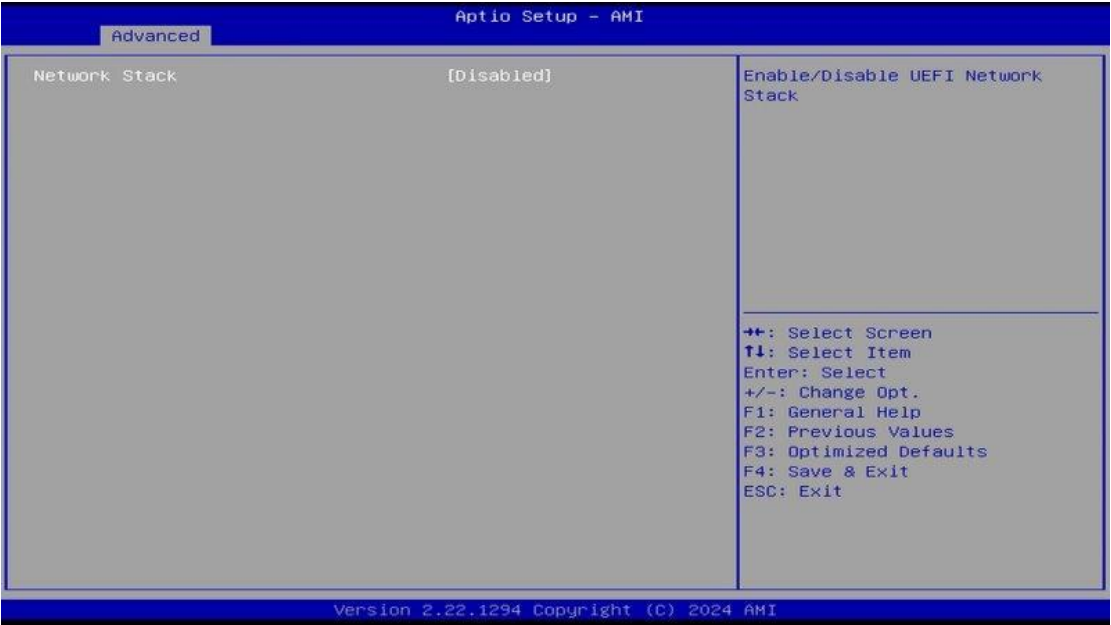 Aptio Setup – AMI
Advanced
Network Stack [Disabled]
Enable/Disable UEFI Network
Stack
→←: Select Screen
↑↓: Select Item
Enter: Select
+/-: Change Opt.
F1: General Help
F2: Previous Values
F3: Optimized Defaults
F4: Save & Exit
ESC: Exit
Version 2.22.1294 Copyright (C) 2024 AMI